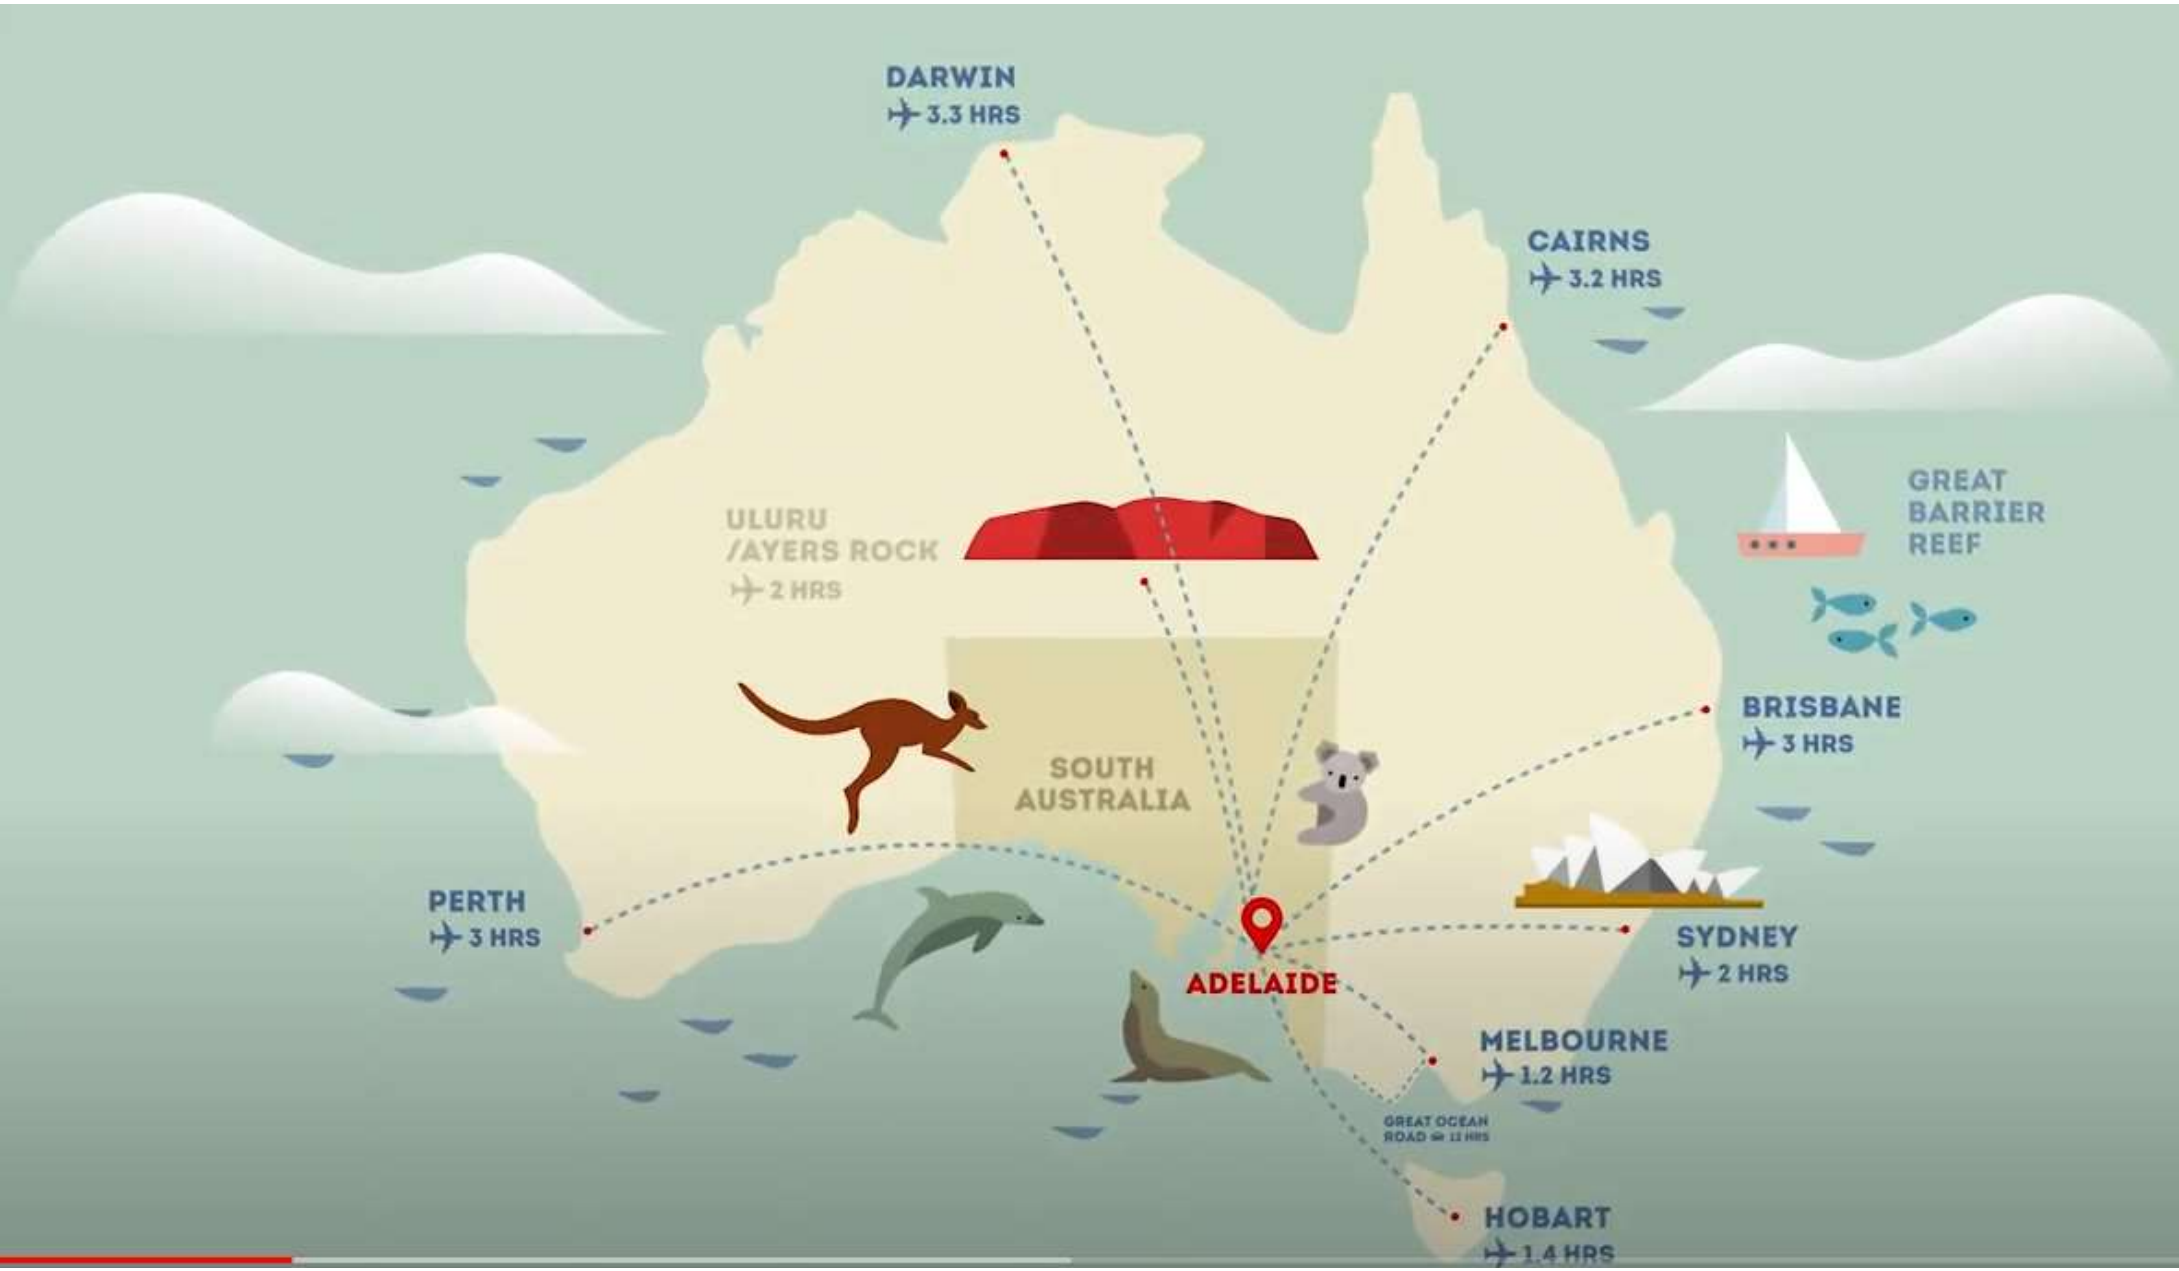 DARWIN
3.3 HRS
CAIRNS
3.2 HRS
GREAT
BARRIER
REEF
ULURU
/AYERS ROCK
2 HRS
SOUTH
AUSTRALIA
BRISBANE
3 HRS
PERTH
3 HRS
SYDNEY
2 HRS
ADELAIDE
MELBOURNE
1.2 HRS
GREAT OCEAN
ROAD HRS
HOBART
1.4 HRS